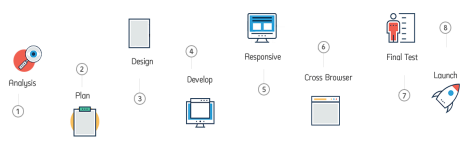 Analysis
1
2
Plan
Design
3
4
Develop
Responsive
5
6
Cross Browser
Final Test
7
8
Launch